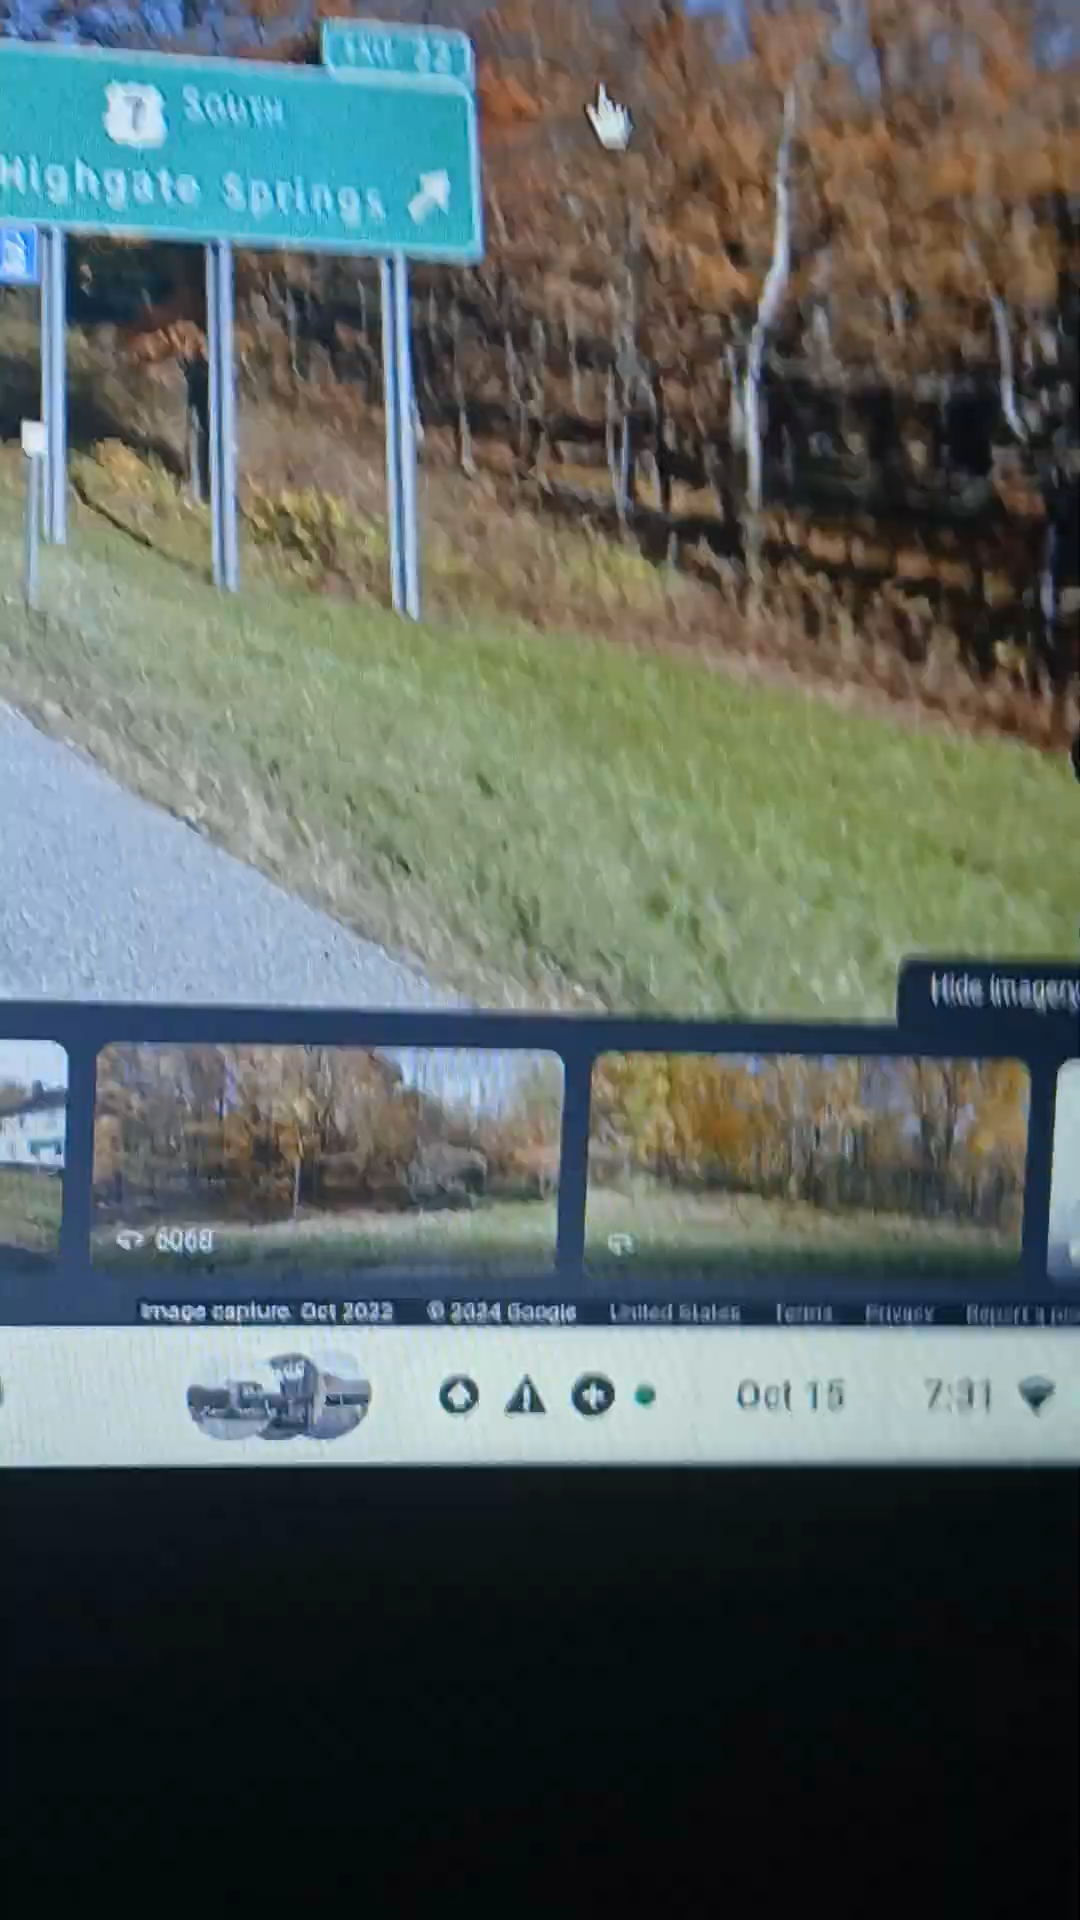 EXIT 22
7 South
Highgate Springs
Hide imagery
6068
Image capture: Oct 2022
© 2024 Google
United States
Terms
Privacy
Report a
Oct 15
7:31